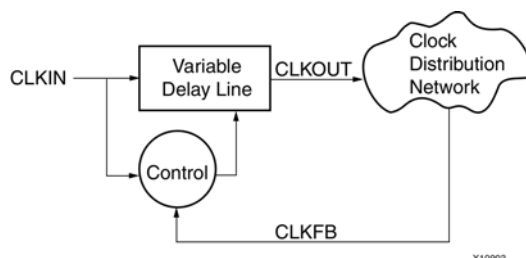 CLKIN
Variable
Delay Line
CLKOUT
Clock
Distribution
Network
Control
CLKFB